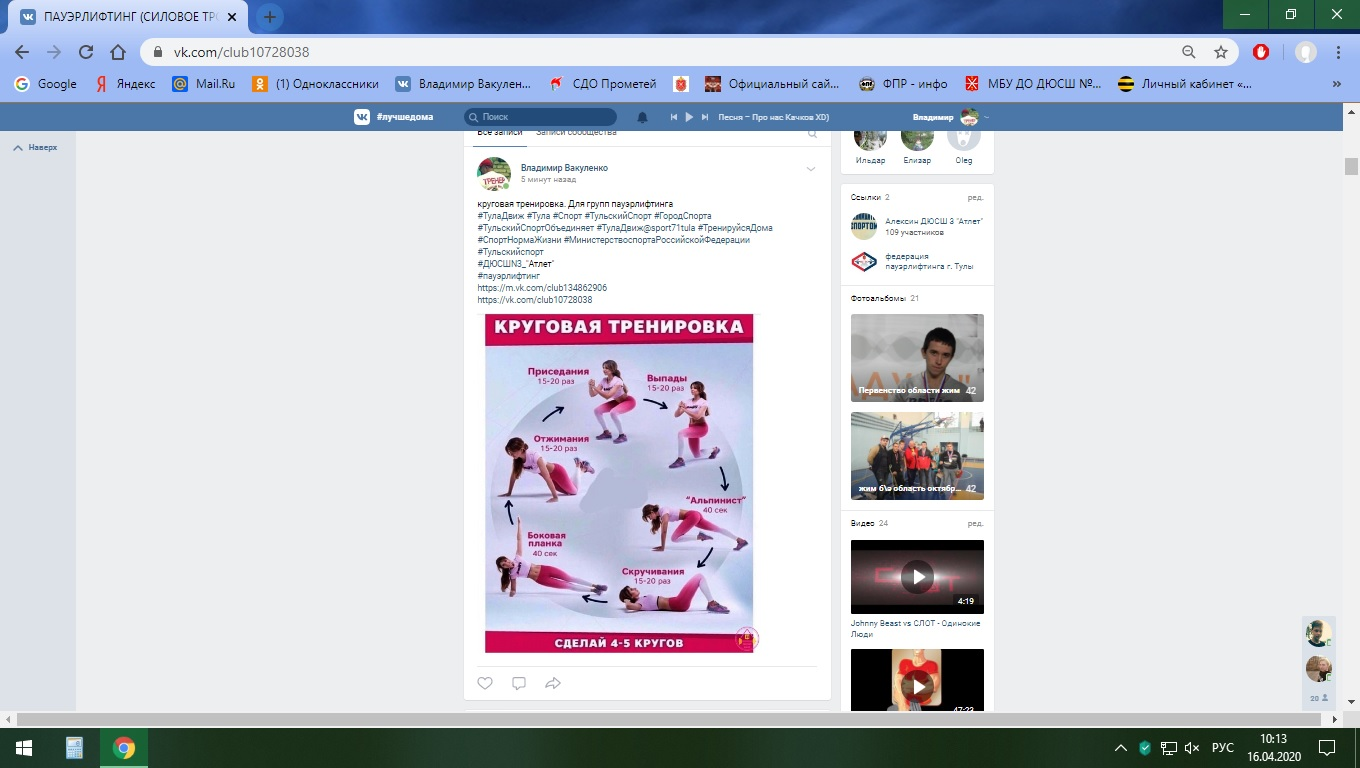 ПАУЭРЛИФТИНГ (СИЛОВОЕ ТРО
vk.com/club10728038
Google
Яндекс
Mail.Ru
(1) Одноклассники
Владимир Вакулен...
СДО Прометей
Официальный сай...
ФПР - инфо
МБУ ДО ДЮСШ №...
Личный кабинет «...
»
#лучшедома
Поиск
Песня – Про нас Качков XD)
Владимир
Наверх
Все записи
Записи сообщества
Владимир Вакуленко
5 минут назад
круговая тренировка. Для групп пауэрлифтинга
#ТулаДвиж #Тула #Спорт #ТульскийСпорт #ГородСпорта
#ТульскийСпортОбъединяет #ТулаДвиж@sport71tula #ТренируйсяДома
#СпортНормаЖизни #МинистерствоспортаРоссийскойФедерации
#Тульскийспорт
#ДЮСШN3_"Атлет"
#пауэрлифтинг
https://m.vk.com/club134862906
https://vk.com/club10728038
КРУГОВАЯ ТРЕНИРОВКА
Приседания
15-20 раз
Выпады
15-20 раз
Отжимания
15-20 раз
"Альпинист"
40 сек
Боковая
планка
40 сек
Скручивания
15-20 раз
СДЕЛАЙ 4-5 КРУГОВ
Ильдар
Елизар
Oleg
Ссылки 2
ред.
Алексин ДЮСШ 3 "Атлет"
109 участников
федерация
пауэрлифтинга г. Тулы
Фотоальбомы 21
Первенство области жим 42
жим б\э область октябр... 42
Видео 24
ред.
4:19
Johnny Beast vs СЛОТ - Одинокие
Люди
47:23
20
РУС
10:13
16.04.2020